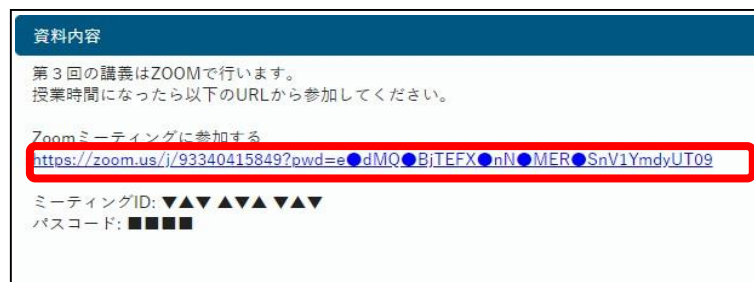 資料内容
第３回の講義はZOOMで行います。
授業時間になったら以下のURLから参加してください。
Zoomミーティングに参加する
https://zoom.us/j/93340415849?pwd=e●dMQ●BjTEFX●nN●MER●SnV1YmdyUT09
ミーティングID: ▼▲▼ ▲▼▲ ▼▲▼
パスコード: ■■■■